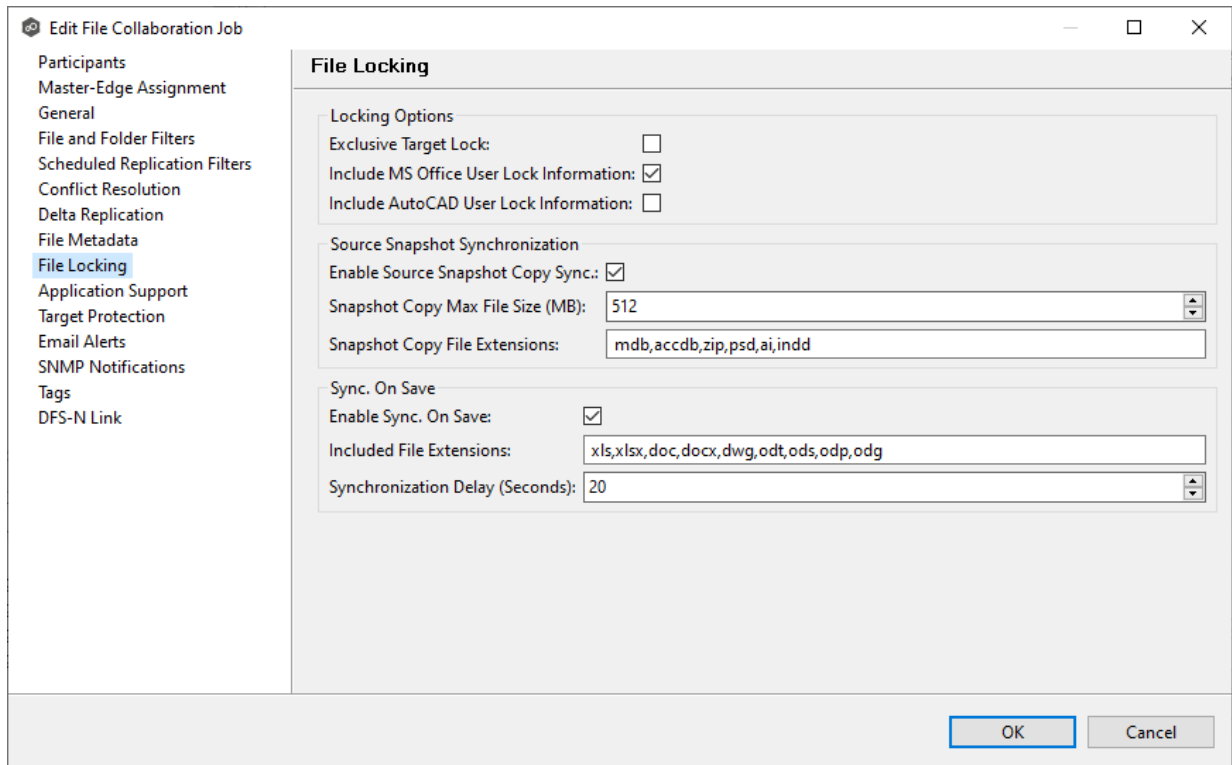 Edit File Collaboration Job
Participants
Master-Edge Assignment
General
File and Folder Filters
Scheduled Replication Filters
Conflict Resolution
Delta Replication
File Metadata
File Locking
Application Support
Target Protection
Email Alerts
SNMP Notifications
Tags
DFS-N Link
File Locking
Locking Options
Exclusive Target Lock:
Include MS Office User Lock Information:
Include AutoCAD User Lock Information:
Source Snapshot Synchronization
Enable Source Snapshot Copy Sync.:
Snapshot Copy Max File Size (MB): 512
Snapshot Copy File Extensions: mdb,accdb,zip,psd,ai,indd
Sync. On Save
Enable Sync. On Save:
Included File Extensions: xls,xlsx,doc,docx,dwg,odt,ods,odp,odg
Synchronization Delay (Seconds): 20
OK Cancel